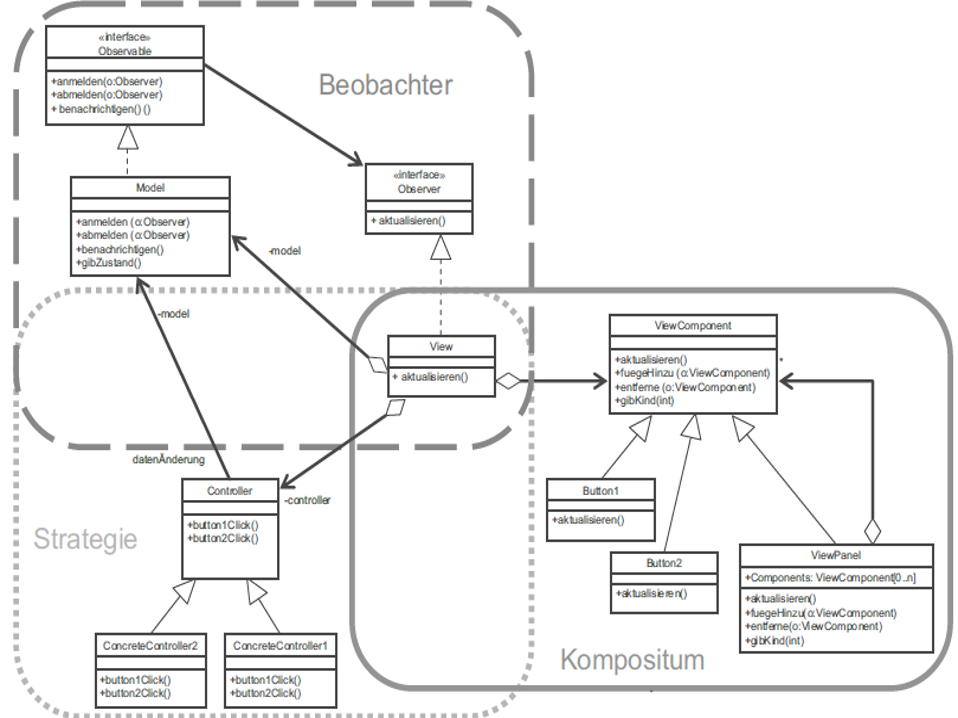 «interface»
Observable
+anmelden(o:Observer)
+abmelden(o:Observer)
+ benachrichtigen() ()
Beobachter
«interface»
Observer
+ aktualisieren()
Model
+anmelden (o:Observer)
+abmelden (o:Observer)
+benachrichtigen()
+gibZustand()
-model
-model
View
+ aktualisieren()
ViewComponent
+aktualisieren()
+fuegeHinzu (o:ViewComponent)
+entferne (o:ViewComponent)
+gibKind(int)
*
datenÄnderung
-controller
Controller
+button1Click()
+button2Click()
Strategie
Button1
+aktualisieren()
Button2
+aktualisieren()
ViewPanel
+Components: ViewComponent[0..n]
+aktualisieren()
+fuegeHinzu(o:ViewComponent)
+entferne(o:ViewComponent)
+gibKind(int)
ConcreteController2
+button1Click()
+button2Click()
ConcreteController1
+button1Click()
+button2Click()
Kompositum